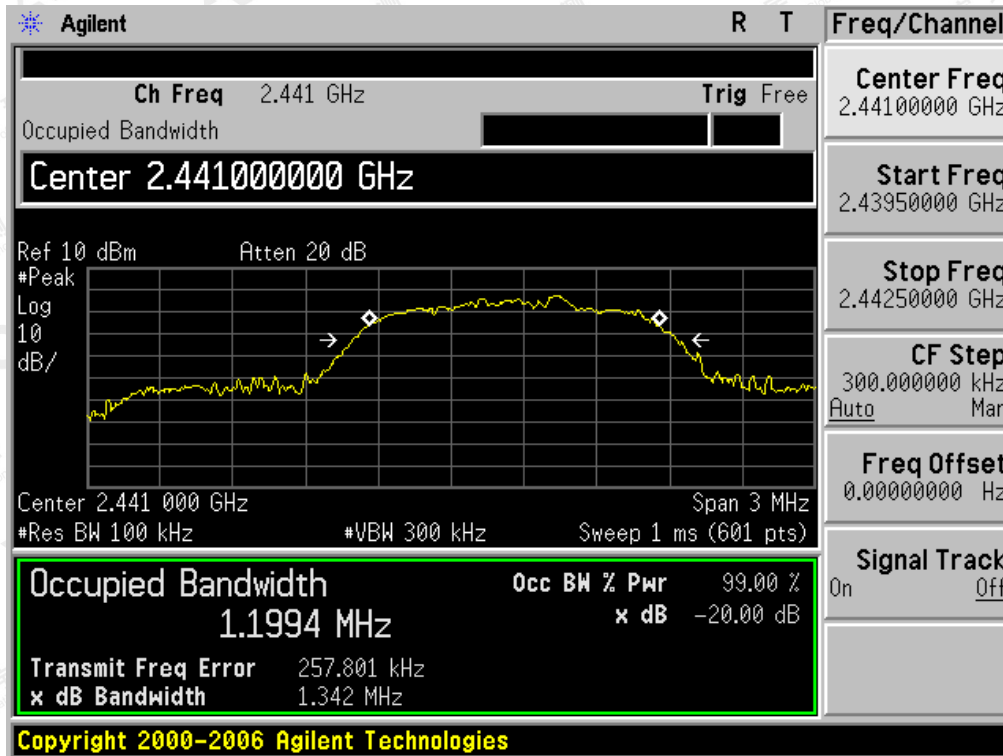 Agilent R T Freq/Channel
Ch Freq 2.441 GHz Trig Free
Occupied Bandwidth
Center 2.441000000 GHz
Ref 10 dBm Atten 20 dB
#Peak
Log
10
dB/
Center 2.441 000 GHz Span 3 MHz
#Res BW 100 kHz #VBW 300 kHz Sweep 1 ms (601 pts)
Occupied Bandwidth Occ BW % Pwr 99.00 %
1.1994 MHz x dB -20.00 dB
Transmit Freq Error 257.801 kHz
x dB Bandwidth 1.342 MHz
Center Freq
2.44100000 GHz
Start Freq
2.43950000 GHz
Stop Freq
2.44250000 GHz
CF Step
300.000000 kHz
Auto Man
Freq Offset
0.00000000 Hz
Signal Track
On Off
Copyright 2000-2006 Agilent Technologies